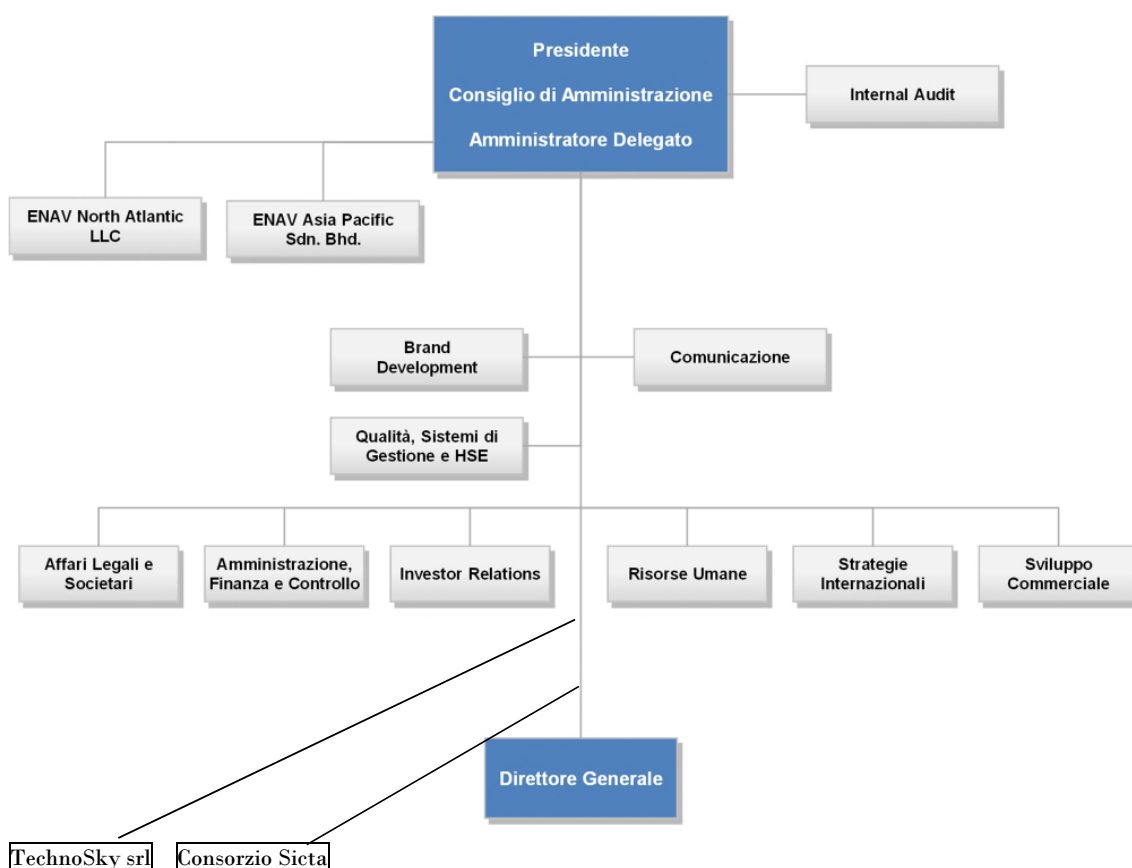 Presidente
Consiglio di Amministrazione
Amministratore Delegato
Internal Audit
ENAV North Atlantic
LLC
ENAV Asia Pacific
Sdn. Bhd.
Brand
Development
Comunicazione
Qualità, Sistemi di
Gestione e HSE
Affari Legali e
Societari
Amministrazione,
Finanza e Controllo
Investor Relations
Risorse Umane
Strategie
Internazionali
Sviluppo
Commerciale
Direttore Generale
TechnoSky srl
Consorzio Sicta